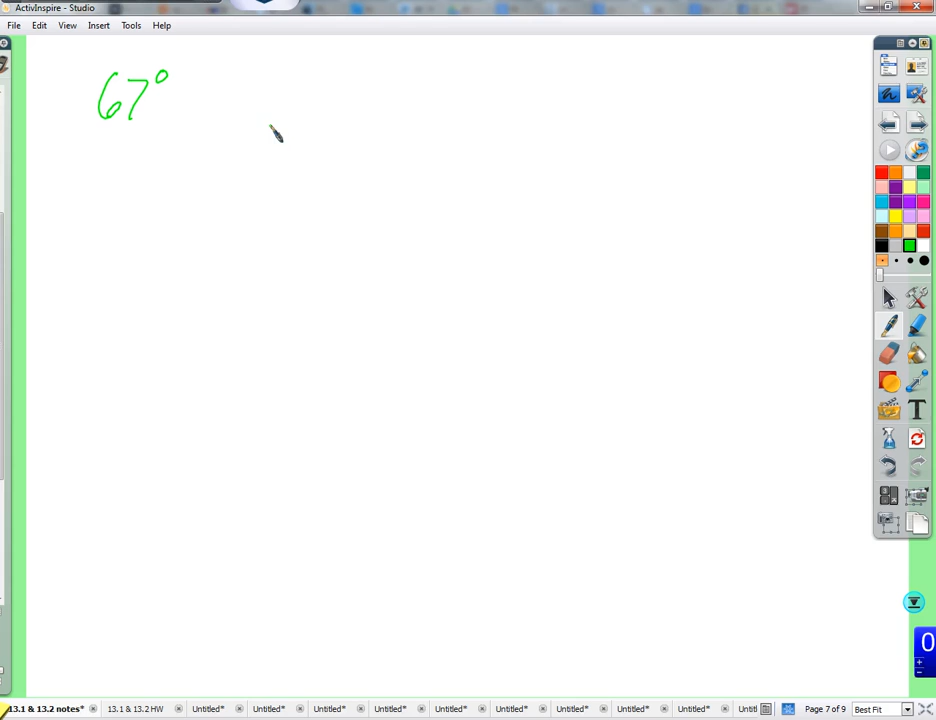 ActivInspire - Studio
File Edit View Insert Tools Help
67°
T
0
13.1 & 13.2 notes* 13.1 & 13.2 HW Untitled* Untitled* Untitled* Untitled* Untitled* Untitled* Untitled* Untitled* Untitled* Untitl Page 7 of 9 Best Fit